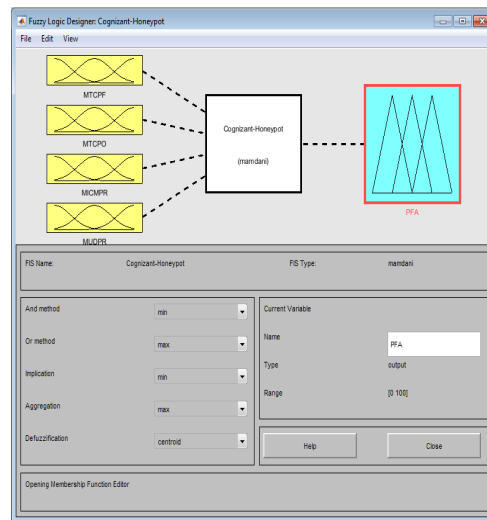 Fuzzy Logic Designer: Cognizant-Honeypot
File Edit View
MTCPF
MTCPO
MICMPR
MUDPR
Cognizant-Honeypot
(mamdani)
PFA
FIS Name: Cognizant-Honeypot FIS Type: mamdani
And method min
Or method max
Implication min
Aggregation max
Defuzzification centroid
Current Variable
Name PFA
Type output
Range [0 100]
Help Close
Opening Membership Function Editor